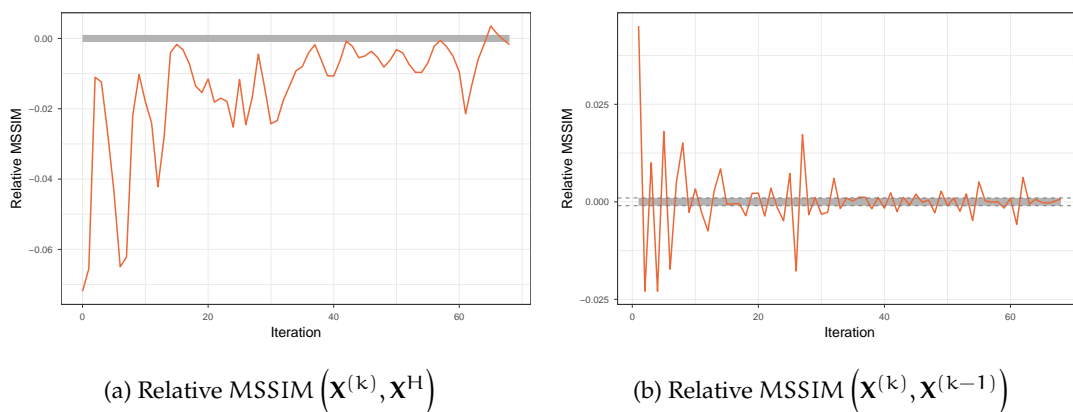 0.00
−0.02
−0.04
−0.06
Relative MSSIM
0
20
40
60
Iteration
(a) Relative MSSIM (X^(k), X^H)
0.025
0.000
−0.025
Relative MSSIM
0
20
40
60
Iteration
(b) Relative MSSIM (X^(k), X^(k−1))